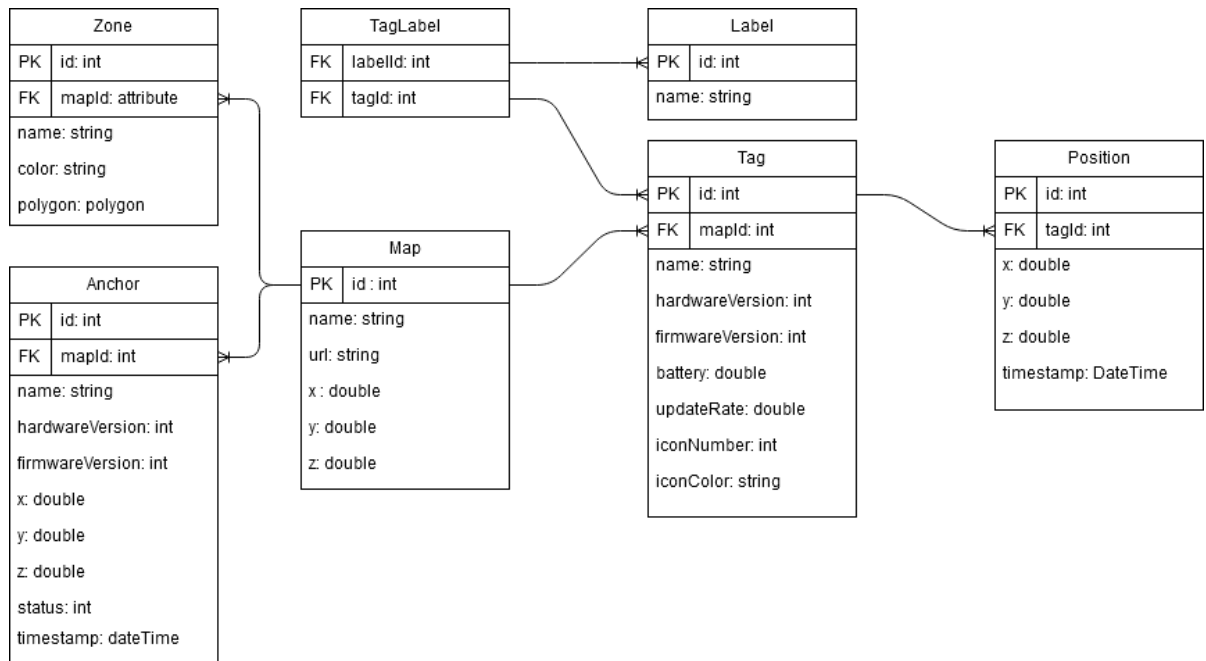 Zone
PK id: int
FK mapId: attribute
name: string
color: string
polygon: polygon
Anchor
PK id: int
FK mapId: int
name: string
hardwareVersion: int
firmwareVersion: int
x: double
y: double
z: double
status: int
timestamp: dateTime
TagLabel
FK labelId: int
FK tagId: int
Map
PK id : int
name: string
url: string
x : double
y: double
z: double
Label
PK id: int
name: string
Tag
PK id: int
FK mapId: int
name: string
hardwareVersion: int
firmwareVersion: int
battery: double
updateRate: double
iconNumber: int
iconColor: string
Position
PK id: int
FK tagId: int
x: double
y: double
z: double
timestamp: DateTime